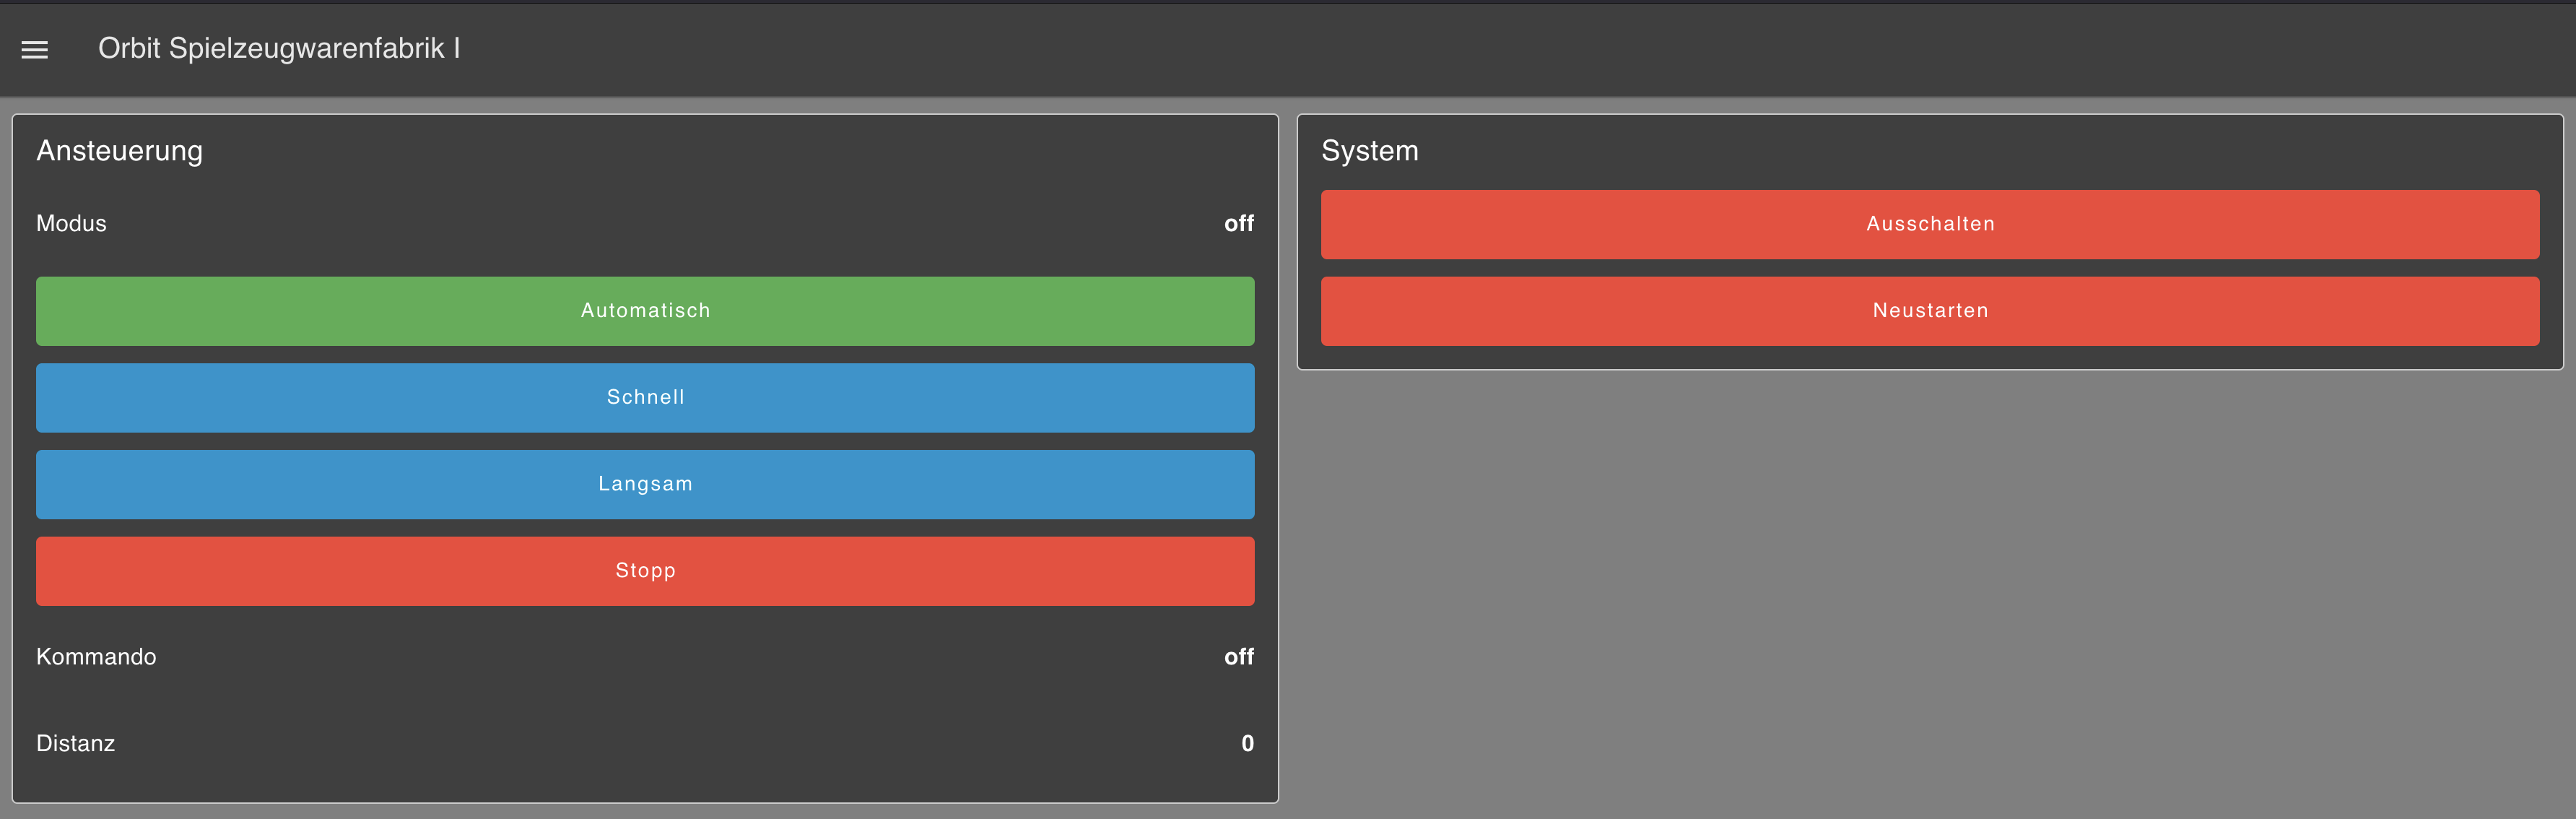 Orbit Spielzeugwarenfabrik I
Ansteuerung
Modus off
Automatisch
Schnell
Langsam
Stopp
Kommando off
Distanz 0
System
Ausschalten
Neustarten